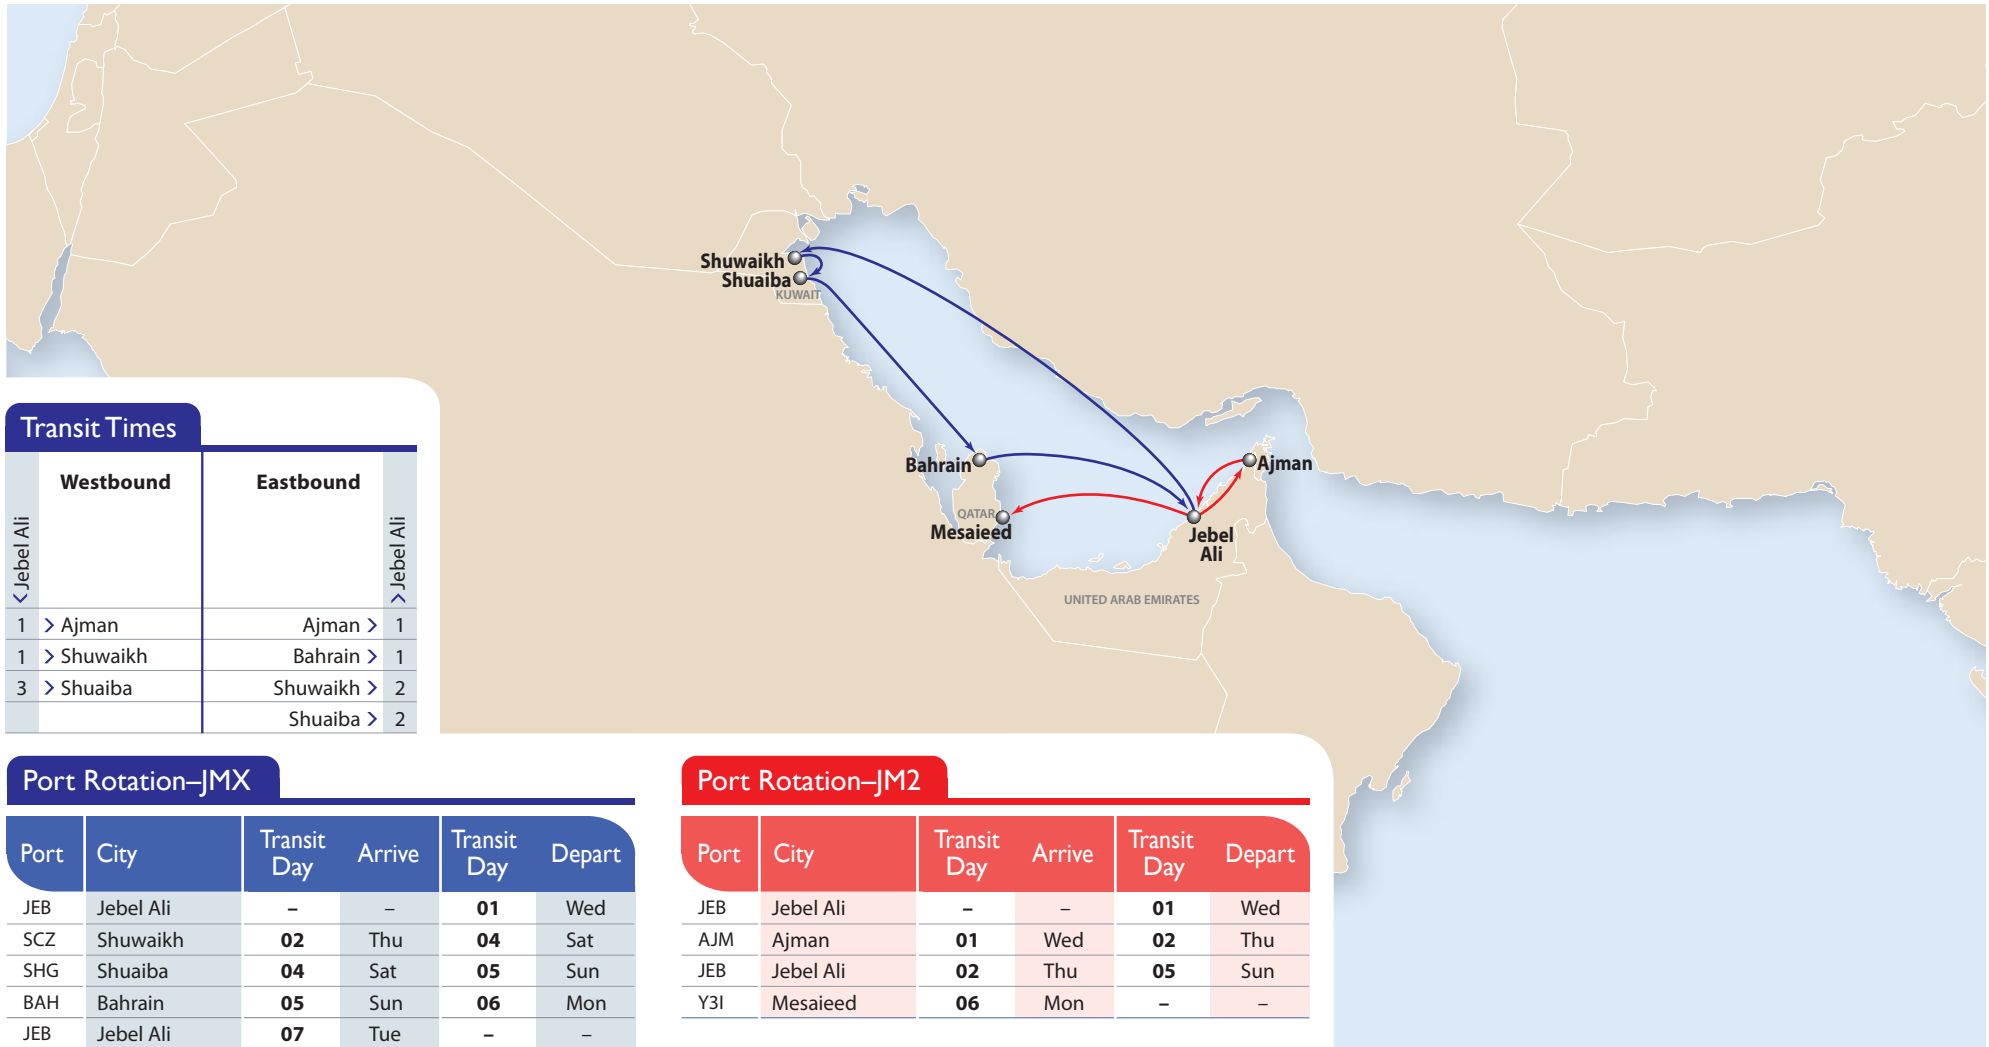 Shuwaikh
Shuaiba
KUWAIT
Bahrain
Ajman
QATAR
Mesaieed
Jebel
Ali
UNITED ARAB EMIRATES
Transit Times
Westbound Eastbound
< Jebel Ali > Jebel Ali
1 > Ajman Ajman > 1
1 > Shuwaikh Bahrain > 1
3 > Shuaiba Shuwaikh > 2
Shuaiba > 2
Port Rotation–JMX
Port City Transit Day Arrive Transit Day Depart
JEB Jebel Ali – – 01 Wed
SCZ Shuwaikh 02 Thu 04 Sat
SHG Shuaiba 04 Sat 05 Sun
BAH Bahrain 05 Sun 06 Mon
JEB Jebel Ali 07 Tue – –
Port Rotation–JM2
Port City Transit Day Arrive Transit Day Depart
JEB Jebel Ali – – 01 Wed
AJM Ajman 01 Wed 02 Thu
JEB Jebel Ali 02 Thu 05 Sun
Y3I Mesaieed 06 Mon – –